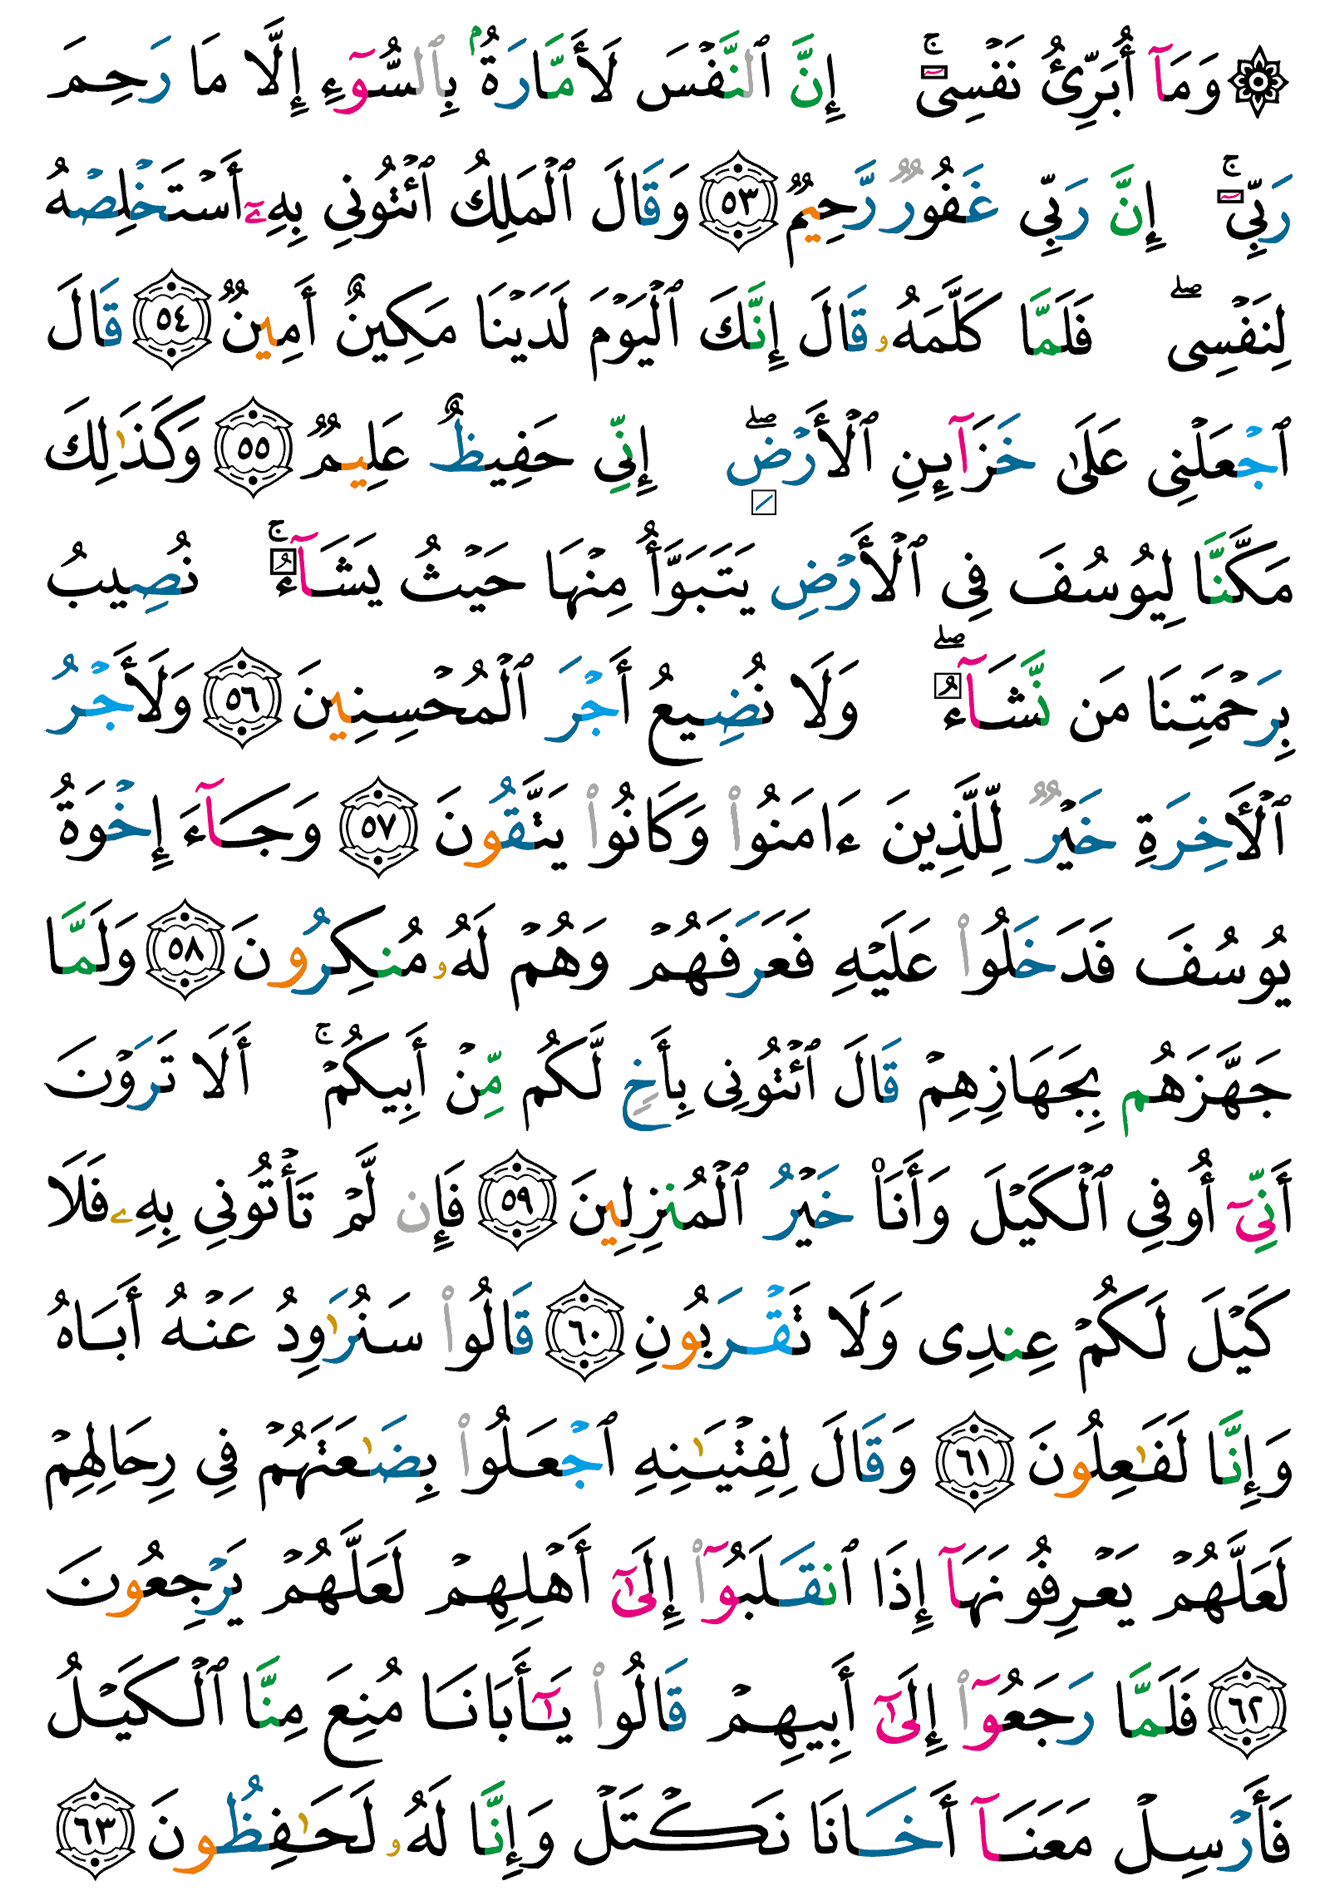 ۞ وَمَآ أُبَرِّئُ نَفْسِىٓ ۚ إِنَّ ٱلنَّفْسَ لَأَمَّارَةٌۢ بِٱلسُّوٓءِ إِلَّا مَا رَحِمَ
رَبِّىٓ ۚ إِنَّ رَبِّى غَفُورٌ رَّحِيمٌ ﴿٥٣﴾ وَقَالَ ٱلْمَلِكُ ٱئْتُونِى بِهِۦٓ أَسْتَخْلِصْهُ
لِنَفْسِى ۖ فَلَمَّا كَلَّمَهُۥ قَالَ إِنَّكَ ٱلْيَوْمَ لَدَيْنَا مَكِينٌ أَمِينٌ ﴿٥٤﴾ قَالَ
ٱجْعَلْنِى عَلَىٰ خَزَآئِنِ ٱلْأَرْضِ ۖ إِنِّى حَفِيظٌ عَلِيمٌ ﴿٥٥﴾ وَكَذَٰلِكَ
مَكَّنَّا لِيُوسُفَ فِى ٱلْأَرْضِ يَتَبَوَّأُ مِنْهَا حَيْثُ يَشَآءُ ۚ نُصِيبُ
بِرَحْمَتِنَا مَن نَّشَآءُ ۖ وَلَا نُضِيعُ أَجْرَ ٱلْمُحْسِنِينَ ﴿٥٦﴾ وَلَأَجْرُ
ٱلْأَخِرَةِ خَيْرٌ لِّلَّذِينَ ءَامَنُوا۟ وَكَانُوا۟ يَتَّقُونَ ﴿٥٧﴾ وَجَآءَ إِخْوَةُ
يُوسُفَ فَدَخَلُوا۟ عَلَيْهِ فَعَرَفَهُمْ وَهُمْ لَهُۥ مُنكِرُونَ ﴿٥٨﴾ وَلَمَّا
جَهَّزَهُم بِجَهَازِهِمْ قَالَ ٱئْتُونِى بِأَخٍ لَّكُم مِّنْ أَبِيكُمْ ۚ أَلَا تَرَوْنَ
أَنِّىٓ أُوفِى ٱلْكَيْلَ وَأَنَا۠ خَيْرُ ٱلْمُنزِلِينَ ﴿٥٩﴾ فَإِن لَّمْ تَأْتُونِى بِهِۦ فَلَا
كَيْلَ لَكُمْ عِندِى وَلَا تَقْرَبُونِ ﴿٦٠﴾ قَالُوا۟ سَنُرَٰوِدُ عَنْهُ أَبَاهُ
وَإِنَّا لَفَٰعِلُونَ ﴿٦١﴾ وَقَالَ لِفِتْيَٰنِهِ ٱجْعَلُوا۟ بِضَٰعَتَهُمْ فِى رِحَالِهِمْ
لَعَلَّهُمْ يَعْرِفُونَهَآ إِذَا ٱنقَلَبُوٓا۟ إِلَىٰٓ أَهْلِهِمْ لَعَلَّهُمْ يَرْجِعُونَ
﴿٦٢﴾ فَلَمَّا رَجَعُوٓا۟ إِلَىٰٓ أَبِيهِمْ قَالُوا۟ يَٰٓأَبَانَا مُنِعَ مِنَّا ٱلْكَيْلُ
فَأَرْسِلْ مَعَنَآ أَخَانَا نَكْتَلْ وَإِنَّا لَهُۥ لَحَٰفِظُونَ ﴿٦٣﴾